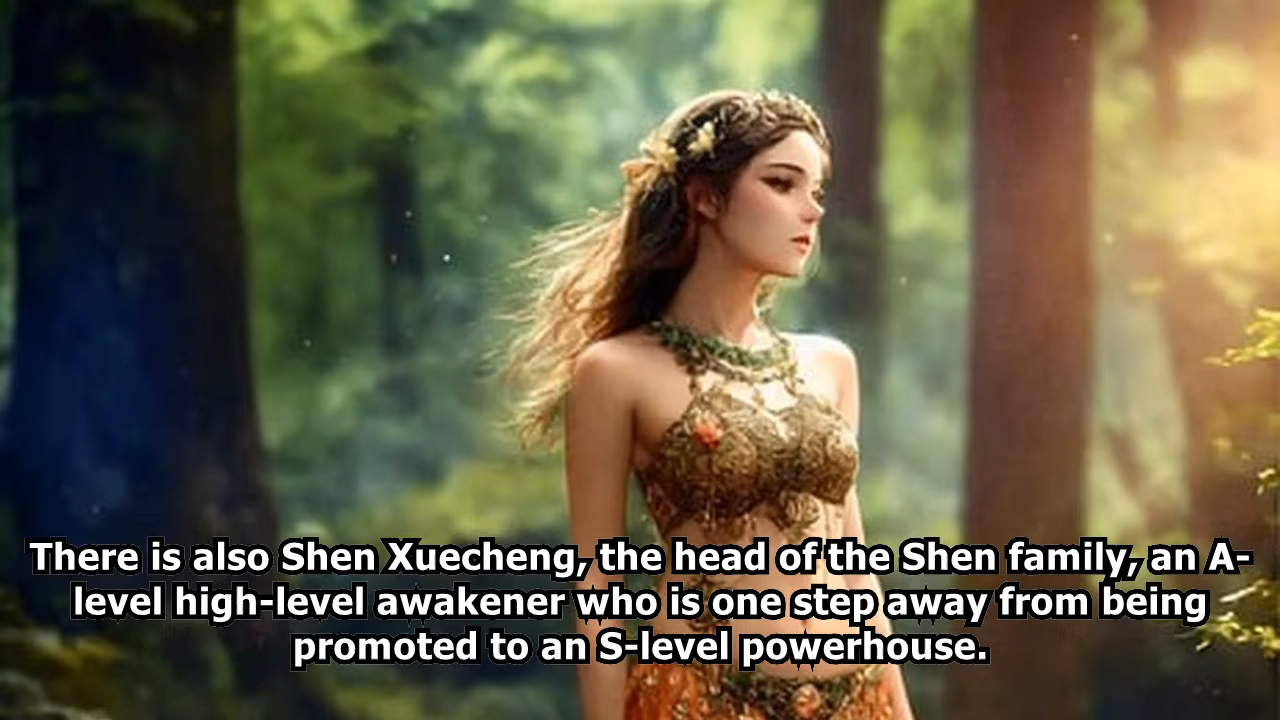 There is also Shen Xuecheng, the head of the Shen family, an A-
level high-level awakener who is one step away from being
promoted to an S-level powerhouse.